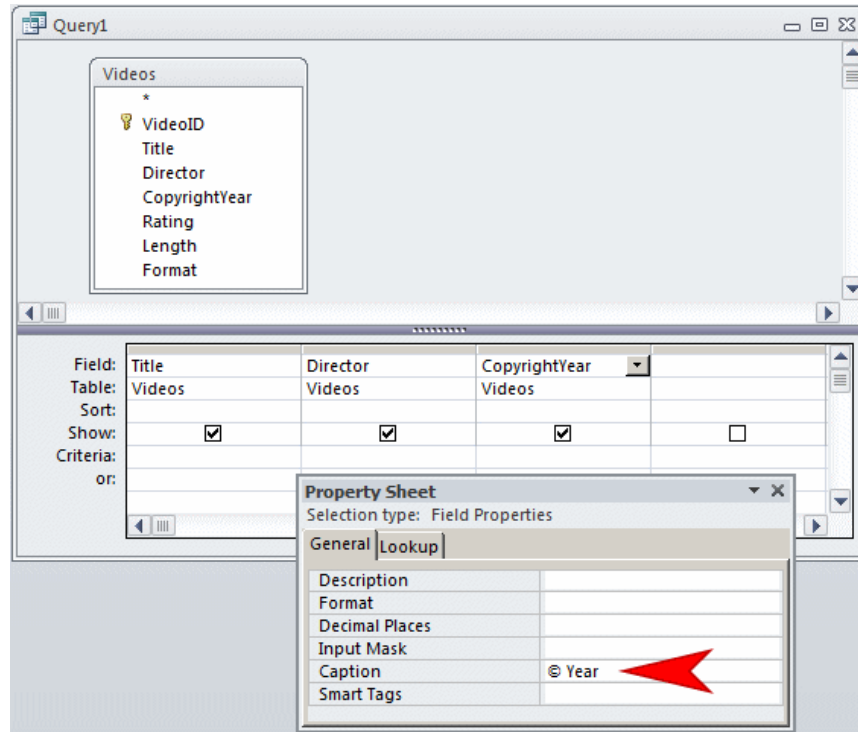 Query1
Videos
*
VideoID
Title
Director
CopyrightYear
Rating
Length
Format
Field: Title Director CopyrightYear
Table: Videos Videos Videos
Sort:
Show:
Criteria:
or:
Property Sheet
Selection type: Field Properties
General Lookup
Description
Format
Decimal Places
Input Mask
Caption © Year
Smart Tags